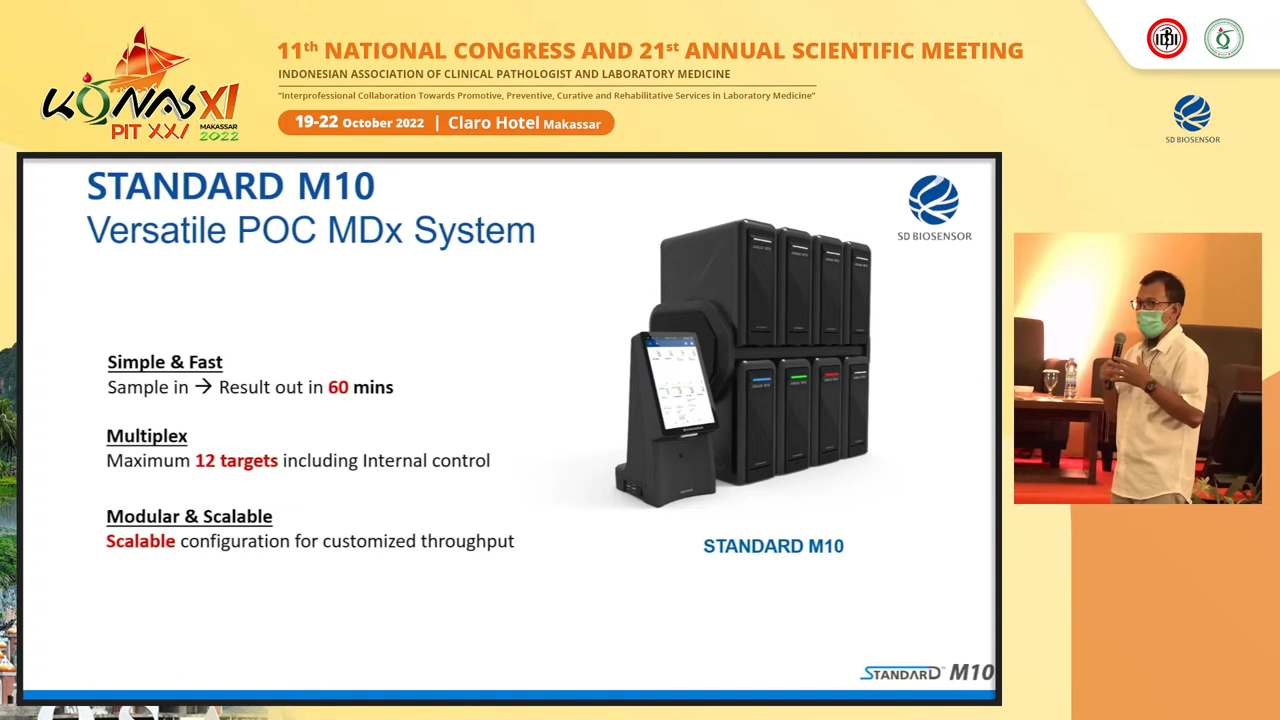 11th NATIONAL CONGRESS AND 21st ANNUAL SCIENTIFIC MEETING
INDONESIAN ASSOCIATION OF CLINICAL PATHOLOGIST AND LABORATORY MEDICINE
"Interprofessional Collaboration Towards Promotive, Preventive, Curative and Rehabilitative Services in Laboratory Medicine"
19-22 October 2022 | Claro Hotel Makassar
KONAS XI
PIT XXI MAKASSAR 2022
IDI
SD BIOSENSOR
STANDARD M10
Versatile POC MDx System
SD BIOSENSOR
Simple & Fast
Sample in → Result out in 60 mins
Multiplex
Maximum 12 targets including Internal control
Modular & Scalable
Scalable configuration for customized throughput
STANDARD M10
STANDARD™ M10